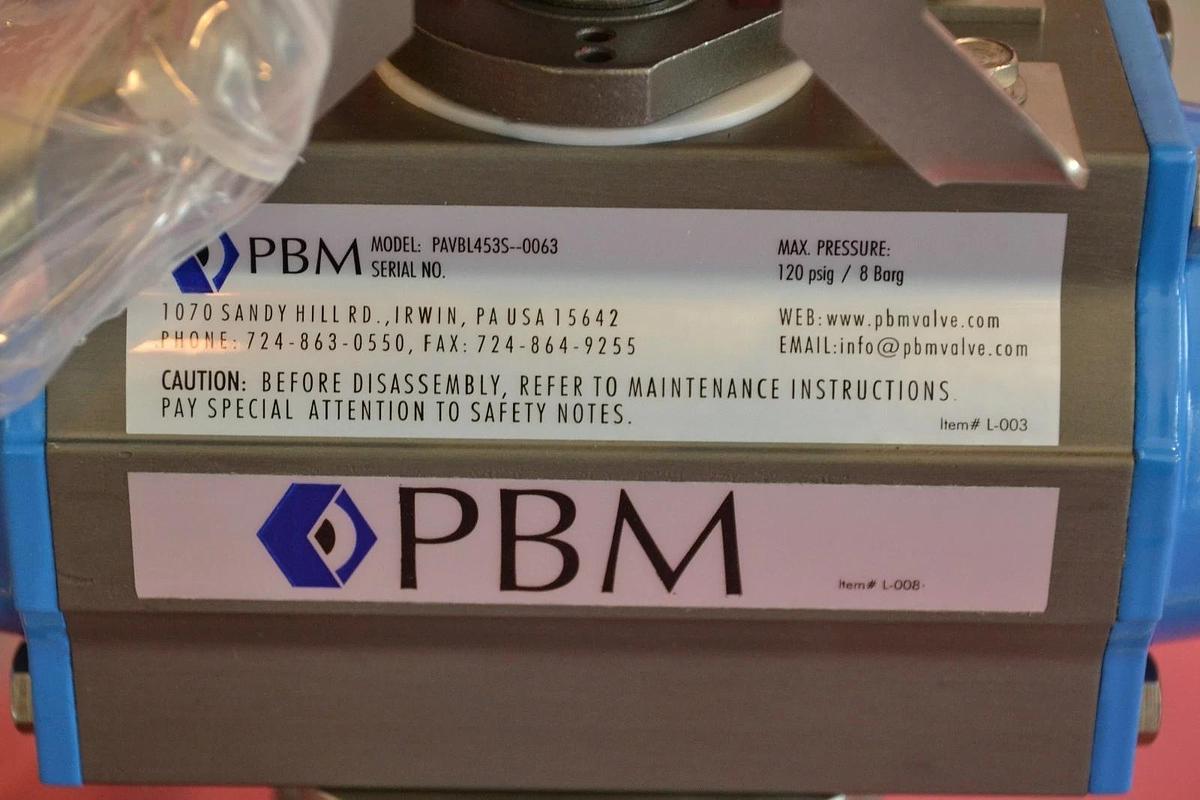 PBM MODEL: PAVBL453S--0063
SERIAL NO.
MAX. PRESSURE:
120 psig / 8 Barg
1070 SANDY HILL RD., IRWIN, PA USA 15642
PHONE: 724-863-0550, FAX: 724-864-9255
WEB: www.pbmvalve.com
EMAIL:info@pbmvalve.com
CAUTION: BEFORE DISASSEMBLY, REFER TO MAINTENANCE INSTRUCTIONS.
PAY SPECIAL ATTENTION TO SAFETY NOTES.
Item# L-003
PBM
Item# L-008